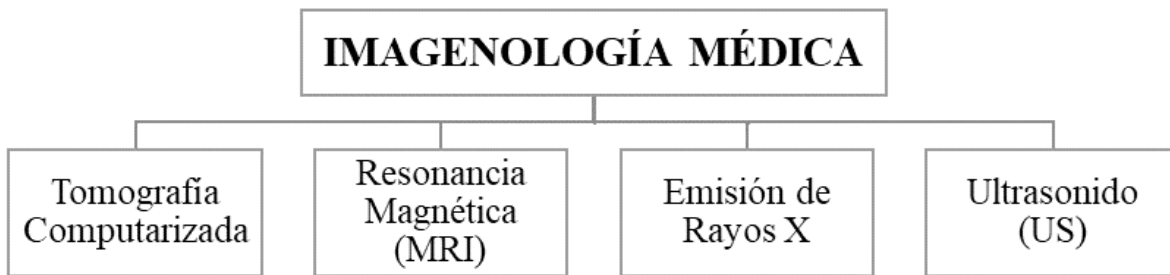 IMAGENOLOGÍA MÉDICA
Tomografía
Computarizada
Resonancia
Magnética
(MRI)
Emisión de
Rayos X
Ultrasonido
(US)